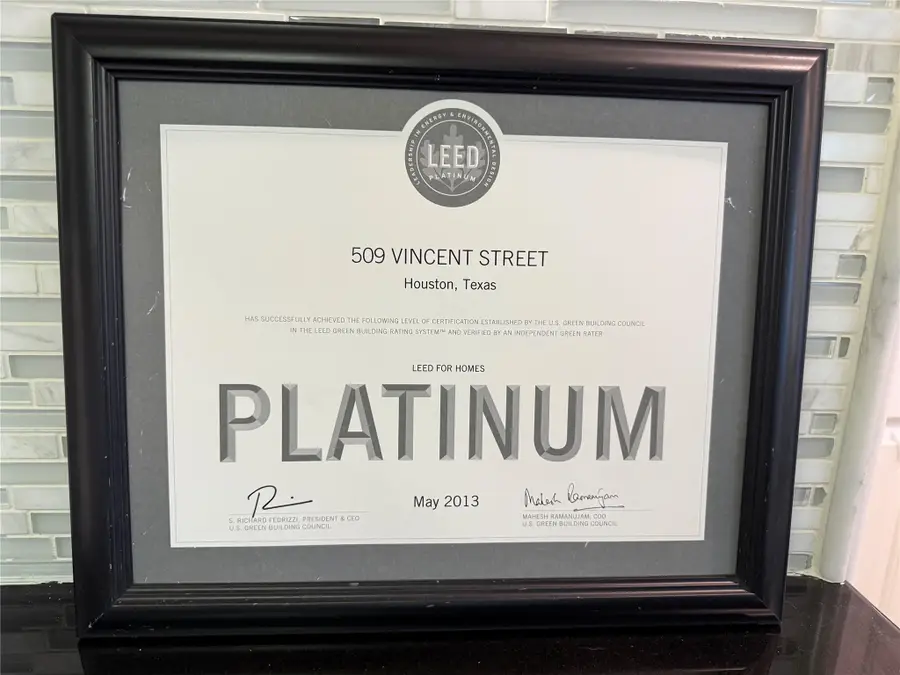 LEADERSHIP IN ENERGY & ENVIRONMENTAL DESIGN
LEED
PLATINUM
509 VINCENT STREET
Houston, Texas
HAS SUCCESSFULLY ACHIEVED THE FOLLOWING LEVEL OF CERTIFICATION ESTABLISHED BY THE U.S. GREEN BUILDING COUNCIL
IN THE LEED GREEN BUILDING RATING SYSTEM™ AND VERIFIED BY AN INDEPENDENT GREEN RATER
LEED FOR HOMES
PLATINUM
May 2013
Mahesh Ramanujam
S. RICHARD FEDRIZZI, PRESIDENT & CEO
U.S. GREEN BUILDING COUNCIL
MAHESH RAMANUJAM, COO
U.S. GREEN BUILDING COUNCIL